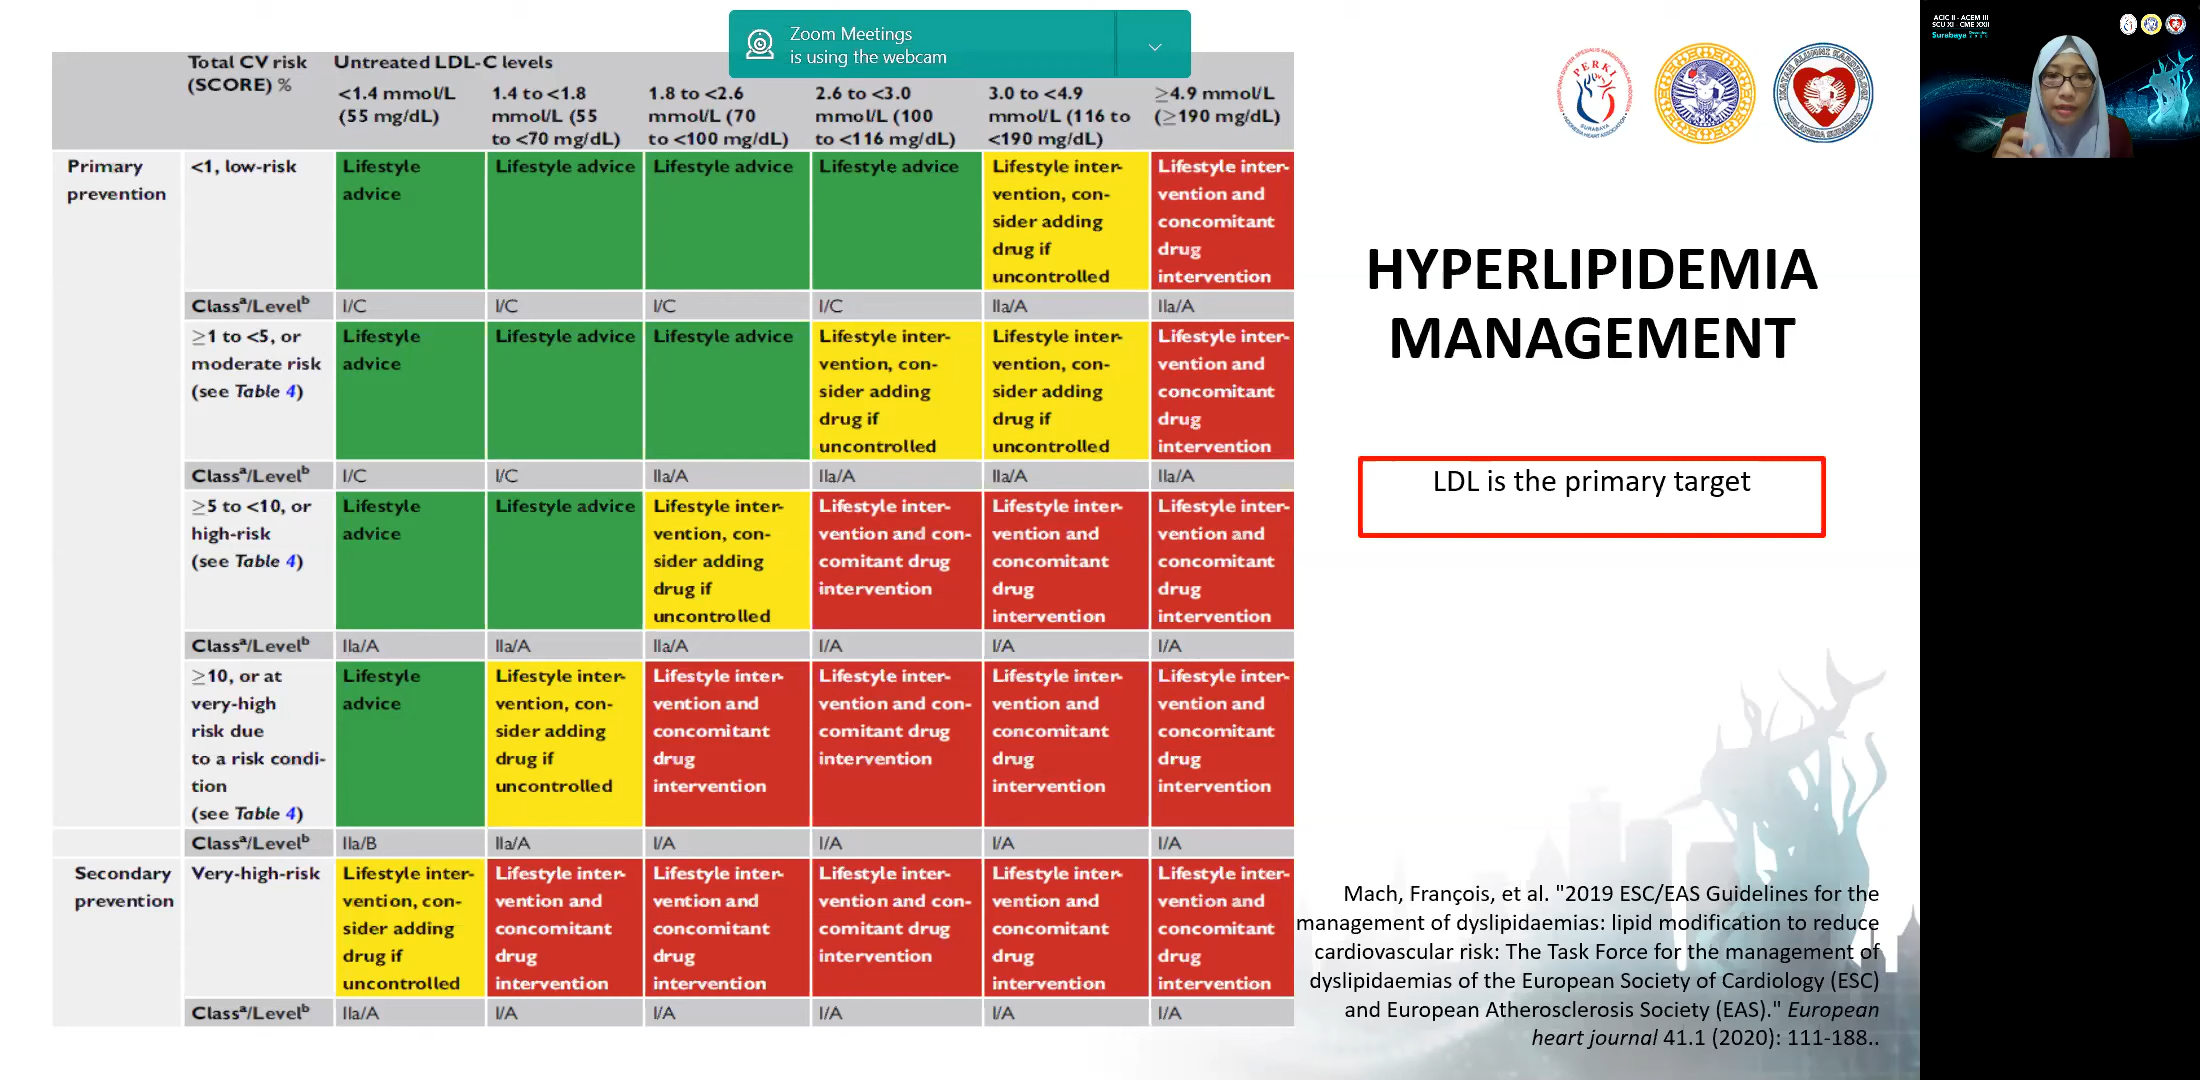 Zoom Meetings
is using the webcam
Total CV risk
(SCORE) %
Untreated LDL-C levels
<1.4 mmol/L
(55 mg/dL)
1.4 to <1.8
mmol/L (55
to <70 mg/dL)
1.8 to <2.6
mmol/L (70
to <100 mg/dL)
2.6 to <3.0
mmol/L (100
to <116 mg/dL)
3.0 to <4.9
mmol/L (116 to
<190 mg/dL)
≥4.9 mmol/L
(≥190 mg/dL)
Primary
prevention
<1, low-risk
Lifestyle
advice
Lifestyle advice
Lifestyle advice
Lifestyle advice
Lifestyle inter-
vention, con-
sider adding
drug if
uncontrolled
Lifestyle inter-
vention and
concomitant
drug
intervention
Classᵃ/Levelᵇ
I/C
I/C
I/C
I/C
IIa/A
IIa/A
≥1 to <5, or
moderate risk
(see Table 4)
Lifestyle
advice
Lifestyle advice
Lifestyle advice
Lifestyle inter-
vention, con-
sider adding
drug if
uncontrolled
Lifestyle inter-
vention, con-
sider adding
drug if
uncontrolled
Lifestyle inter-
vention and
concomitant
drug
intervention
Classᵃ/Levelᵇ
I/C
I/C
IIa/A
IIa/A
IIa/A
IIa/A
≥5 to <10, or
high-risk
(see Table 4)
Lifestyle
advice
Lifestyle advice
Lifestyle inter-
vention, con-
sider adding
drug if
uncontrolled
Lifestyle inter-
vention and con-
comitant drug
intervention
Lifestyle inter-
vention and
concomitant
drug
intervention
Lifestyle inter-
vention and
concomitant
drug
intervention
Classᵃ/Levelᵇ
IIa/A
IIa/A
IIa/A
I/A
I/A
I/A
≥10, or at
very-high
risk due
to a risk condi-
tion
(see Table 4)
Lifestyle
advice
Lifestyle inter-
vention, con-
sider adding
drug if
uncontrolled
Lifestyle inter-
vention and
concomitant
drug
intervention
Lifestyle inter-
vention and con-
comitant drug
intervention
Lifestyle inter-
vention and
concomitant
drug
intervention
Lifestyle inter-
vention and
concomitant
drug
intervention
Classᵃ/Levelᵇ
IIa/B
IIa/A
I/A
I/A
I/A
I/A
Secondary
prevention
Very-high-risk
Lifestyle inter-
vention, con-
sider adding
drug if
uncontrolled
Lifestyle inter-
vention and
concomitant
drug
intervention
Lifestyle inter-
vention and
concomitant
drug
intervention
Lifestyle inter-
vention and con-
comitant drug
intervention
Lifestyle inter-
vention and
concomitant
drug
intervention
Lifestyle inter-
vention and
concomitant
drug
intervention
Classᵃ/Levelᵇ
IIa/A
I/A
I/A
I/A
I/A
I/A
PERKI
SURABAYA
HYPERLIPIDEMIA
MANAGEMENT
LDL is the primary target
Mach, François, et al. "2019 ESC/EAS Guidelines for the
management of dyslipidaemias: lipid modification to reduce
cardiovascular risk: The Task Force for the management of
dyslipidaemias of the European Society of Cardiology (ESC)
and European Atherosclerosis Society (EAS)." European
heart journal 41.1 (2020): 111-188..
ACIC II - ACEM III
SCU XI - CME XXII
Surabaya